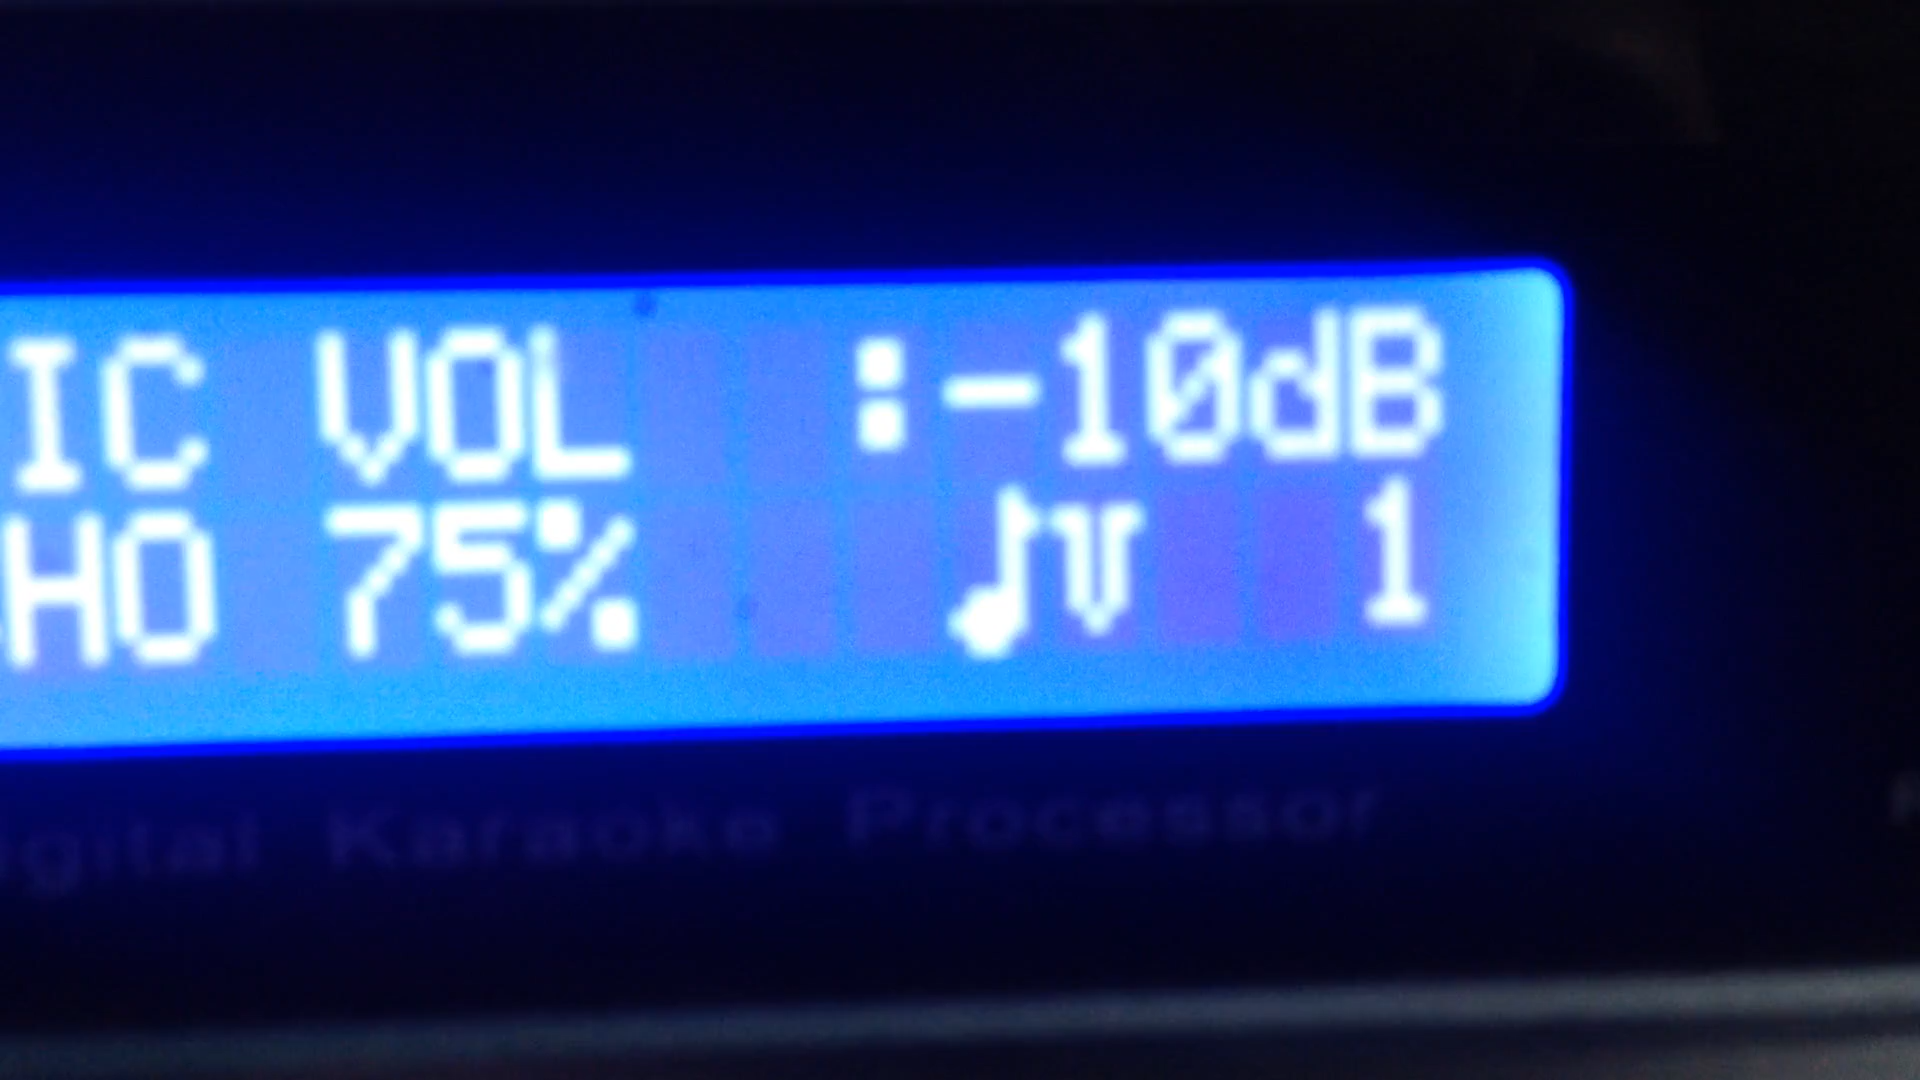 IC VOL :-10dB
HO 75% ♪V 1
igital Karaoke Processor